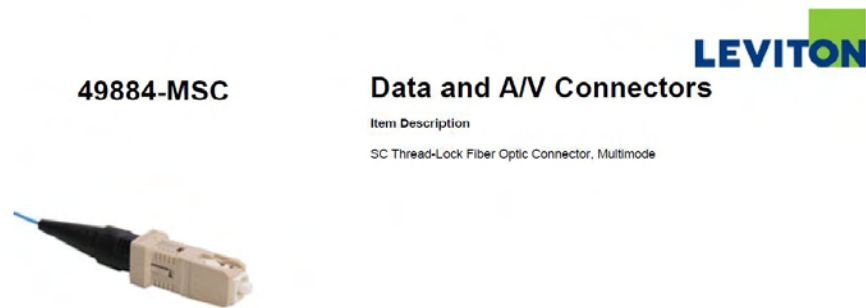 LEVITON
49884-MSC
Data and A/V Connectors
Item Description
SC Thread-Lock Fiber Optic Connector, Multimode